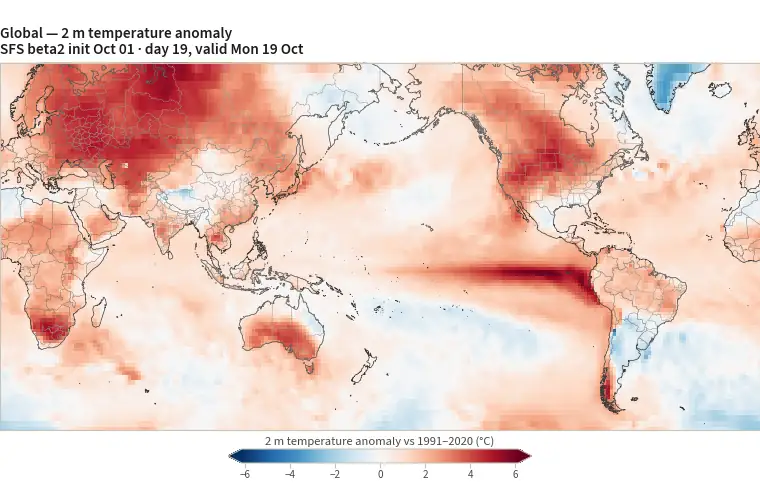 Global — 2 m temperature anomaly
SFS beta2 init Oct 01 · day 19, valid Mon 19 Oct
2 m temperature anomaly vs 1991–2020 (°C)
−6 −4 −2 0 2 4 6